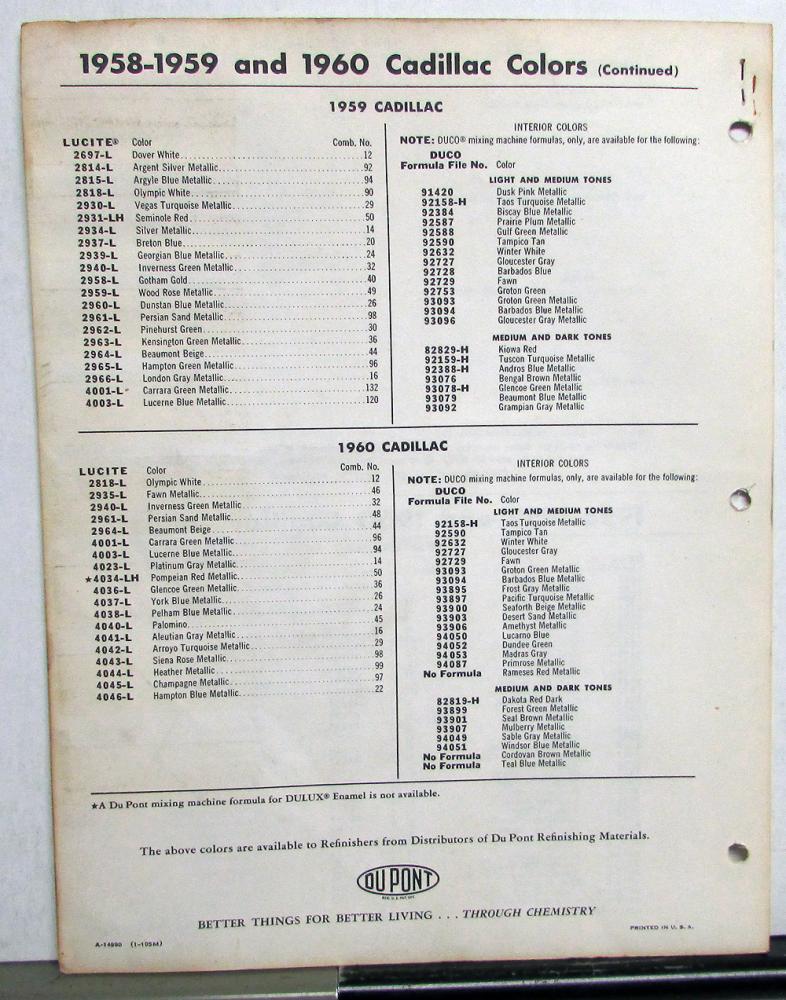 1958-1959 and 1960 Cadillac Colors (Continued)
1959 CADILLAC
LUCITE® Color Comb. No.
2697-L Dover White 12
2814-L Argent Silver Metallic 92
2815-L Argyle Blue Metallic 94
2818-L Olympic White 90
2930-L Vegas Turquoise Metallic 29
2931-LH Seminole Red 50
2934-L Silver Metallic 14
2937-L Breton Blue 20
2939-L Georgian Blue Metallic 24
2940-L Inverness Green Metallic 32
2958-L Gotham Gold 40
2959-L Wood Rose Metallic 49
2960-L Dunstan Blue Metallic 26
2961-L Persian Sand Metallic 98
2962-L Pinehurst Green 30
2963-L Kensington Green Metallic 36
2964-L Beaumont Beige 44
2965-L Hampton Green Metallic 96
2966-L London Gray Metallic 16
4001-L Carrara Green Metallic 132
4003-L Lucerne Blue Metallic 120
INTERIOR COLORS
NOTE: DUCO® mixing machine formulas, only, are available for the following:
DUCO
Formula File No. Color
LIGHT AND MEDIUM TONES
91420 Dusk Pink Metallic
92158-H Taos Turquoise Metallic
92384 Biscay Blue Metallic
92587 Prairie Plum Metallic
92588 Gulf Green Metallic
92590 Tampico Tan
92632 Winter White
92727 Gloucester Gray
92728 Barbados Blue
92729 Fawn
92753 Groton Green
93093 Groton Green Metallic
93094 Barbados Blue Metallic
93096 Gloucester Gray Metallic
MEDIUM AND DARK TONES
82829-H Kiowa Red
92159-H Tuscon Turquoise Metallic
92388-H Andros Blue Metallic
93076 Bengal Brown Metallic
93078-H Glencoe Green Metallic
93079 Beaumont Blue Metallic
93092 Grampian Gray Metallic
1960 CADILLAC
LUCITE Color Comb. No.
2818-L Olympic White 12
2935-L Fawn Metallic 46
2940-L Inverness Green Metallic 32
2961-L Persian Sand Metallic 48
2964-L Beaumont Beige 44
4001-L Carrara Green Metallic 96
4003-L Lucerne Blue Metallic 94
4023-L Platinum Gray Metallic 14
★4034-LH Pompeian Red Metallic 50
4036-L Glencoe Green Metallic 36
4037-L York Blue Metallic 26
4038-L Pelham Blue Metallic 24
4040-L Palomino 45
4041-L Aleutian Gray Metallic 16
4042-L Arroyo Turquoise Metallic 29
4043-L Siena Rose Metallic 98
4044-L Heather Metallic 99
4045-L Champagne Metallic 97
4046-L Hampton Blue Metallic 22
INTERIOR COLORS
NOTE: DUCO mixing machine formulas, only, are available for the following:
DUCO
Formula File No. Color
LIGHT AND MEDIUM TONES
92158-H Taos Turquoise Metallic
92590 Tampico Tan
92632 Winter White
92727 Gloucester Gray
92729 Fawn
93093 Groton Green Metallic
93094 Barbados Blue Metallic
93895 Frost Gray Metallic
93897 Pacific Turquoise Metallic
93900 Seaforth Beige Metallic
93903 Desert Sand Metallic
93906 Amethyst Metallic
94050 Lucarno Blue
94052 Dundee Green
94053 Madras Gray
94087 Primrose Metallic
No Formula Rameses Red Metallic
MEDIUM AND DARK TONES
82819-H Dakota Red Dark
93899 Forest Green Metallic
93901 Seal Brown Metallic
93907 Mulberry Metallic
94049 Sable Gray Metallic
94051 Windsor Blue Metallic
No Formula Cordovan Brown Metallic
No Formula Teal Blue Metallic
★A Du Pont mixing machine formula for DULUX® Enamel is not available.
The above colors are available to Refinishers from Distributors of Du Pont Refinishing Materials.
DU PONT
REG. U.S. PAT. OFF.
BETTER THINGS FOR BETTER LIVING . . . THROUGH CHEMISTRY
A-14990 (1-105M)
PRINTED IN U. S. A.